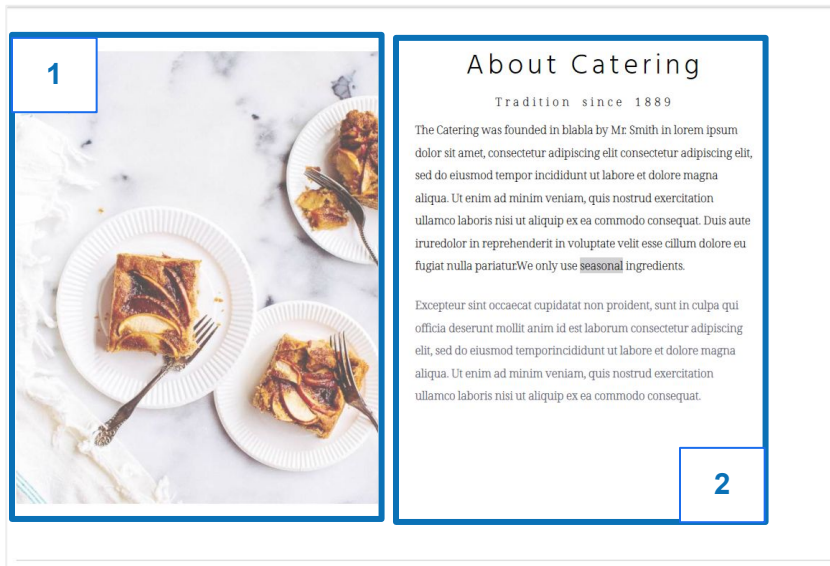 1
About Catering
Tradition since 1889
The Catering was founded in blabla by Mr. Smith in lorem ipsum
dolor sit amet, consectetur adipiscing elit consectetur adipiscing elit,
sed do eiusmod tempor incididunt ut labore et dolore magna
aliqua. Ut enim ad minim veniam, quis nostrud exercitation
ullamco laboris nisi ut aliquip ex ea commodo consequat. Duis aute
iruredolor in reprehenderit in voluptate velit esse cillum dolore eu
fugiat nulla pariatur.We only use seasonal ingredients.
Excepteur sint occaecat cupidatat non proident, sunt in culpa qui
officia deserunt mollit anim id est laborum consectetur adipiscing
elit, sed do eiusmod temporincididunt ut labore et dolore magna
aliqua. Ut enim ad minim veniam, quis nostrud exercitation
ullamco laboris nisi ut aliquip ex ea commodo consequat.
2